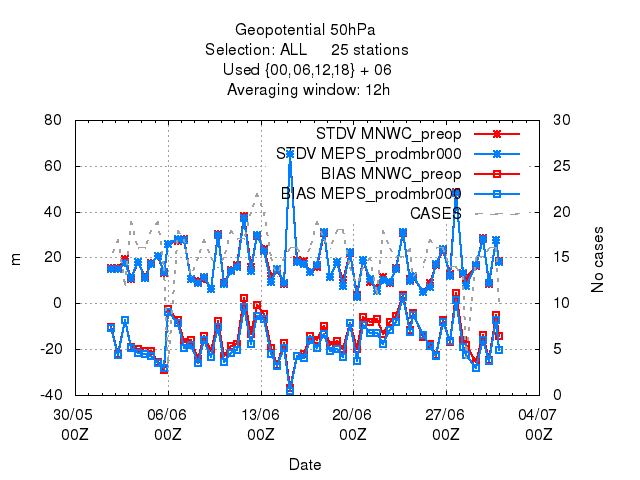 Geopotential 50hPa
Selection: ALL 25 stations
Used {00,06,12,18} + 06
Averaging window: 12h
80 30
STDV MNWC_preop
60 25
STDV MEPS_prodmbr000
BIAS MNWC_preop
BIAS MEPS_prodmbr000
40 20
CASES
20 15
m
No cases
0 10
-20 5
-40 0
30/05 06/06 13/06 20/06 27/06 04/07
00Z 00Z 00Z 00Z 00Z 00Z
Date